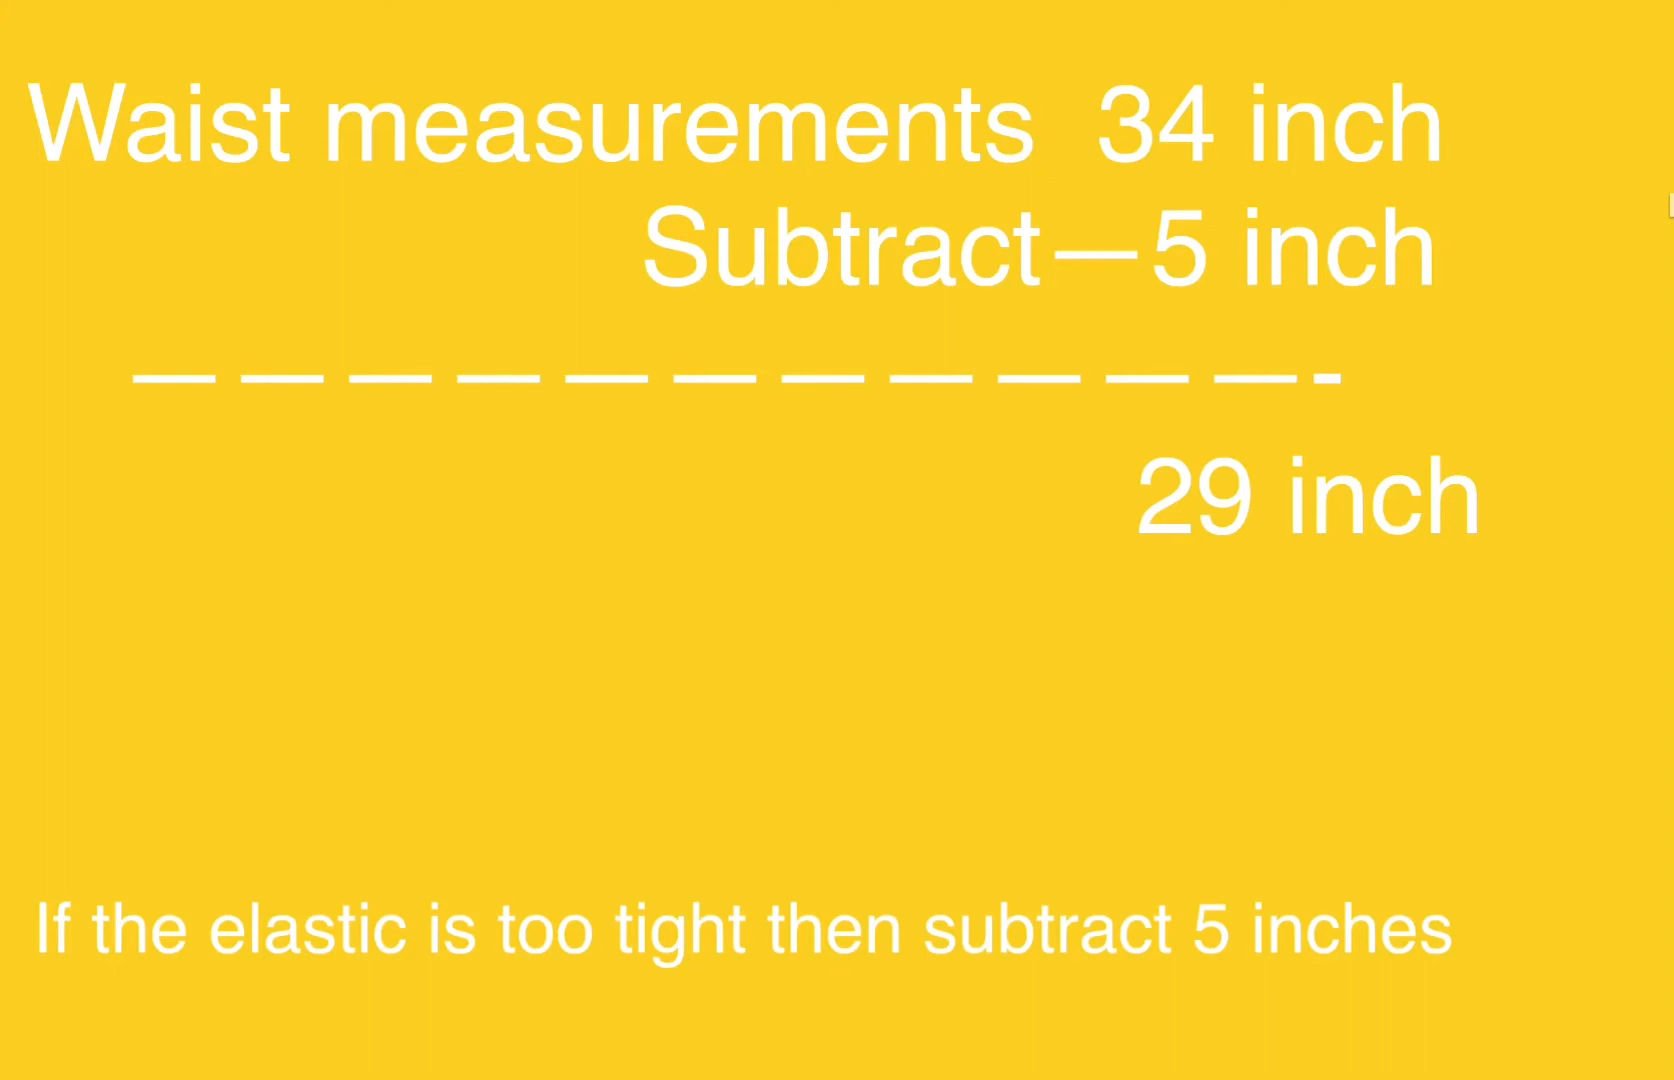 Waist measurements 34 inch
Subtract—5 inch
— — — — — — — — — — —-
29 inch
If the elastic is too tight then subtract 5 inches